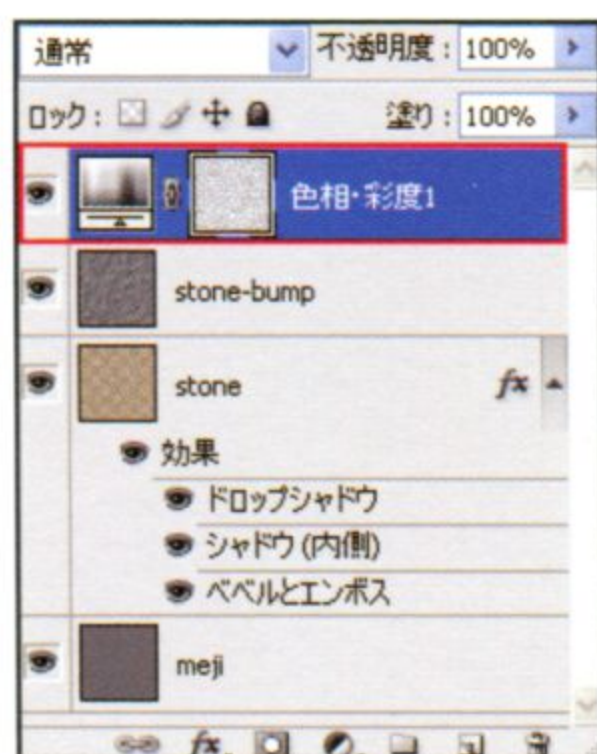 通常 不透明度: 100%
ロック: 塗り: 100%
色相・彩度1
stone-bump
stone fx
効果
ドロップシャドウ
シャドウ (内側)
ベベルとエンボス
meji
fx.